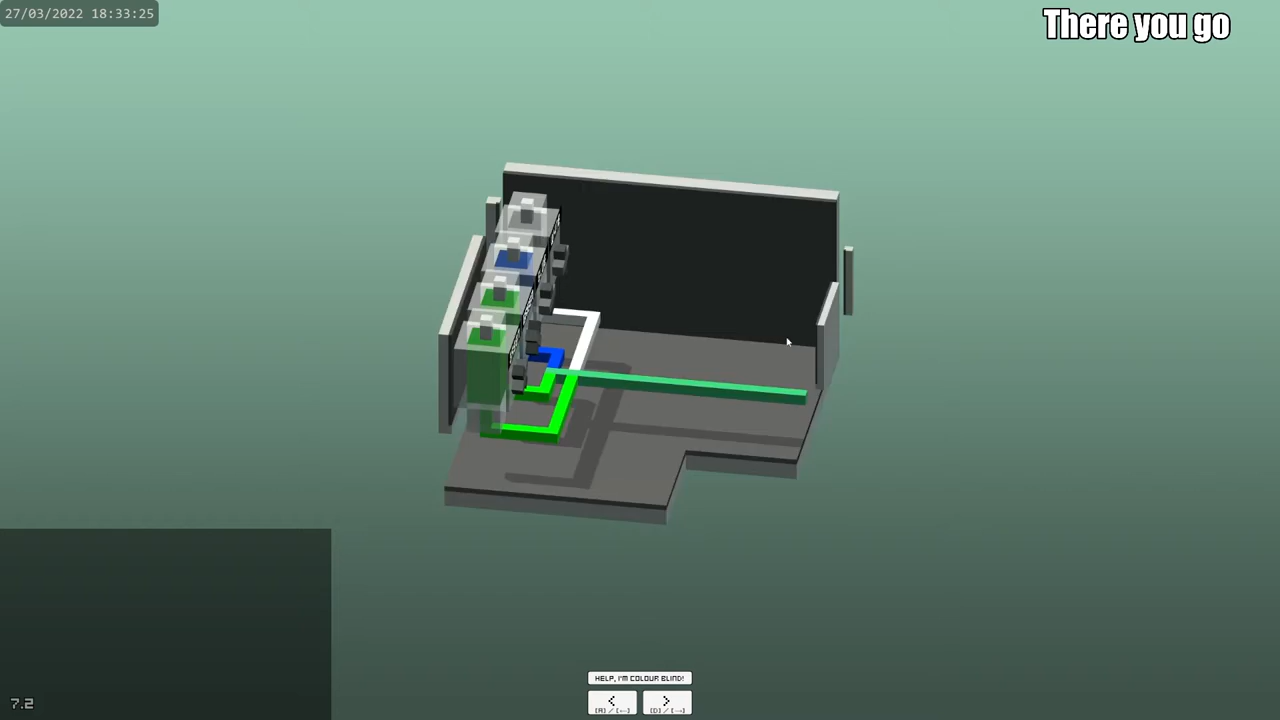 27/03/2022 18:33:25
There you go
HELP, I'M COLOUR BLIND!
< >
[A] / [←] [D] / [→]
7.2